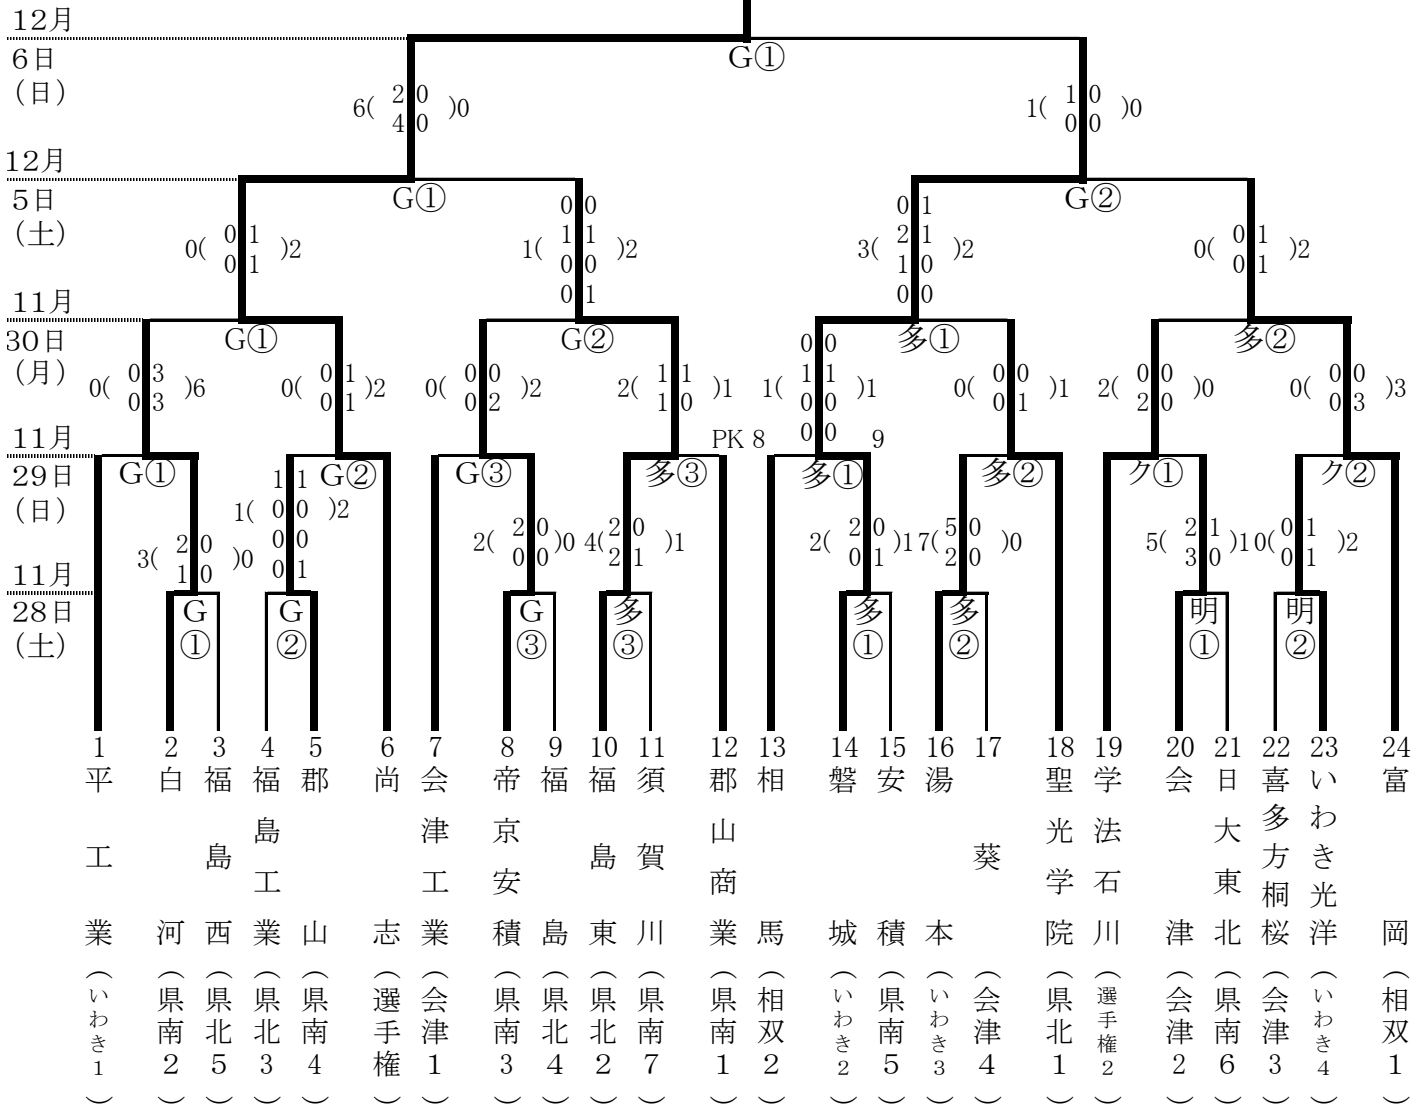 12月
G①
6日
(日)
6( 2 0 )0
4 0
1( 1 0 )0
0 0
12月
G① G②
5日
(土)
0( 0 1 )2
0 1
0 0
1( 1 1 )2
0 0
0 1
0 1
3( 2 1 )2
1 0
0 0
0( 0 1 )2
0 1
11月
G① G② 多① 多②
30日
(月)
0( 0 3 )6
0 3
0( 0 1 )2
0 1
0( 0 0 )2
0 2
2( 1 1 )1
1 0
0 0
1( 1 1 )1
0 0
PK 8 0 0 9
0( 0 0 )1
0 1
2( 0 0 )0
2 0
0( 0 0 )3
0 3
11月
G① G② G③ 多③ 多① 多② ク① ク②
29日
(日)
3( 2 0 )0
1 0
1 1
1( 0 0 )2
0 0
0 1
2( 2 0 )0
0 0
4( 2 0 )1
2 1
2( 2 0 )1
0 1
7( 5 0 )0
2 0
5( 2 1 )1
3 0
0( 0 1 )2
0 1
11月
28日
(土)
G① G② G③ 多③ 多① 多② 明① 明②
1 平工業(いわき1)
2 白河(県南2)
3 福島西(県北5)
4 福島工業(県北3)
5 郡山(県南4)
6 尚志(選手権)
7 会津工業(会津1)
8 帝京安積(県南3)
9 福島(県北4)
10 福島東(県北2)
11 須賀川(県南7)
12 郡山商業(県南1)
13 相馬(相双2)
14 磐城(いわき2)
15 安積(県南5)
16 湯本(いわき3)
17 葵(会津4)
18 聖光学院(県北1)
19 学法石川(選手権2)
20 会津(会津2)
21 日大東北(県南6)
22 喜多方桐桜(会津3)
23 いわき光洋(いわき4)
24 富岡(相双1)